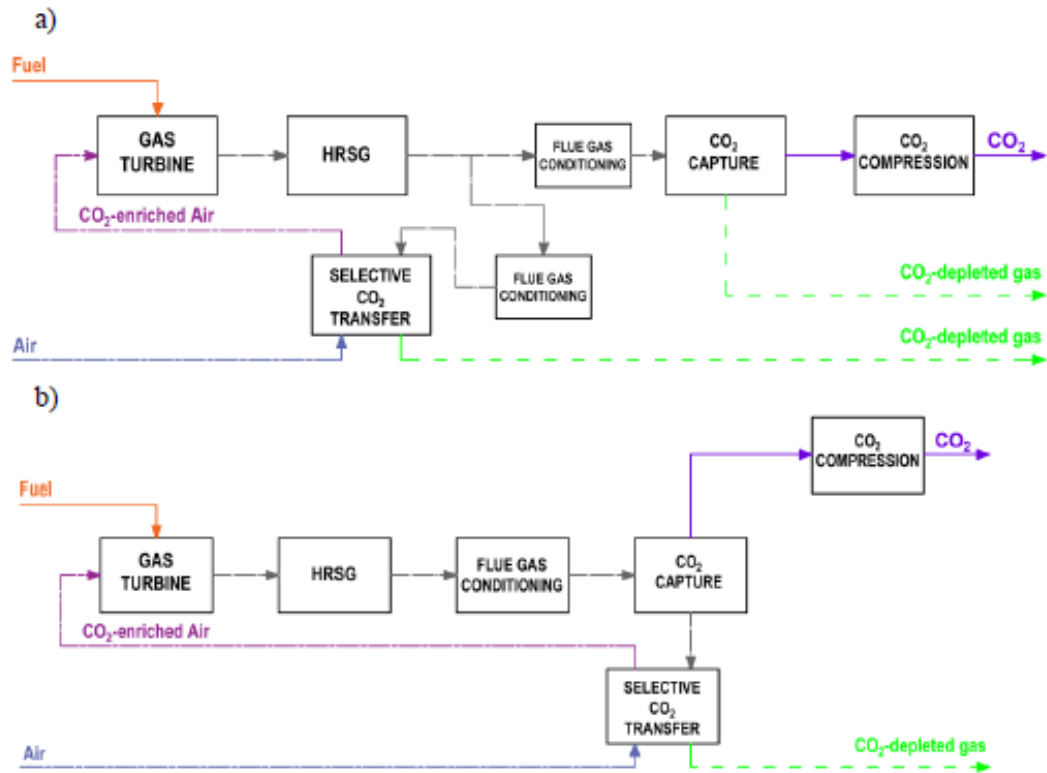 a)
Fuel
GAS
TURBINE
HRSG
FLUE GAS
CONDITIONING
CO₂
CAPTURE
CO₂
COMPRESSION
CO₂
CO₂-enriched Air
SELECTIVE
CO₂
TRANSFER
FLUE GAS
CONDITIONING
CO₂-depleted gas
Air
CO₂-depleted gas
b)
CO₂
COMPRESSION
CO₂
Fuel
GAS
TURBINE
HRSG
FLUE GAS
CONDITIONING
CO₂
CAPTURE
CO₂-enriched Air
SELECTIVE
CO₂
TRANSFER
Air
CO₂-depleted gas